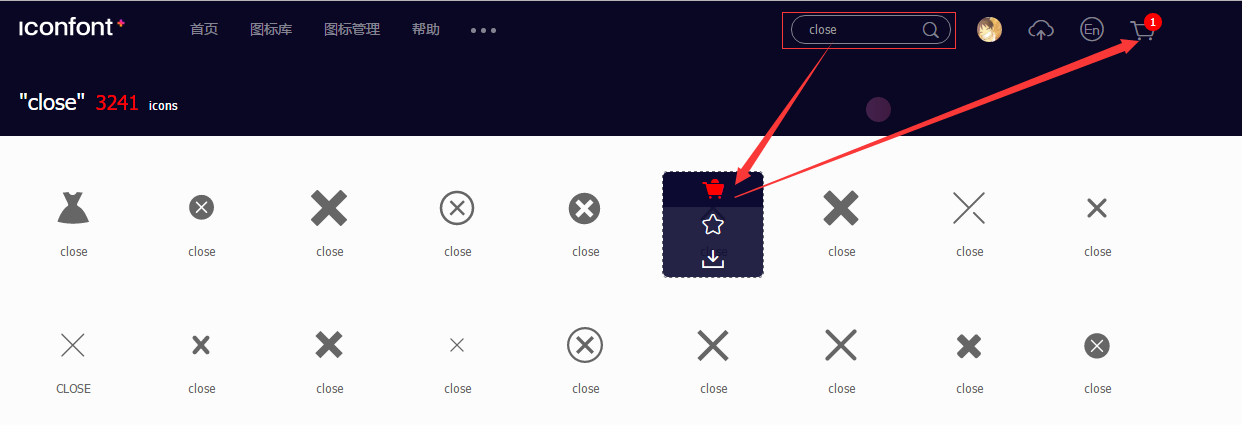 iconfont+ 首页 图标库 图标管理 帮助 close En 1
"close" 3241 icons
close close close close close close close close
CLOSE close close close close close close close close